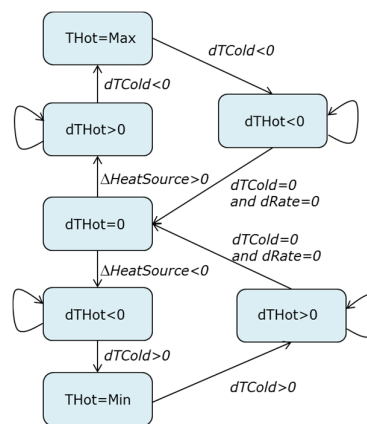 THot=Max
dTCold<0
dTCold<0
dTHot>0
dTHot<0
ΔHeatSource>0
dTCold=0
and dRate=0
dTHot=0
dTCold=0
and dRate=0
ΔHeatSource<0
dTHot<0
dTHot>0
dTCold>0
THot=Min
dTCold>0